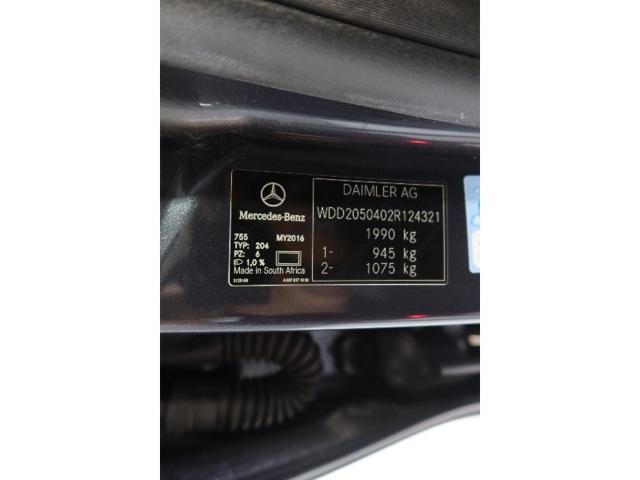 Mercedes-Benz
755 MY2016
TYP: 204
PZ: 6
1,0%
Made in South Africa
DAIMLER AG
WDD2050402R124321
1990 kg
1- 945 kg
2- 1075 kg